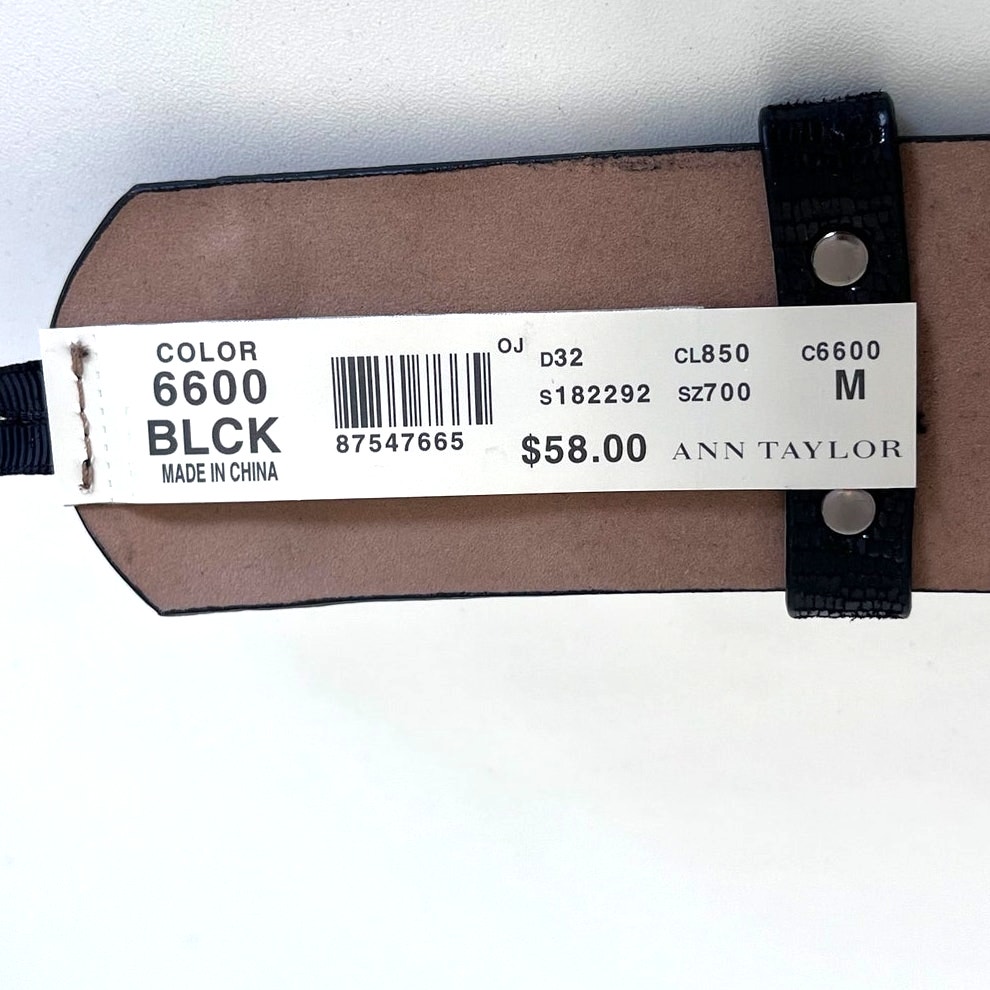 COLOR
6600
BLCK
MADE IN CHINA
87547665
OJ
D32 CL850 C6600
S182292 SZ700 M
$58.00 ANN TAYLOR